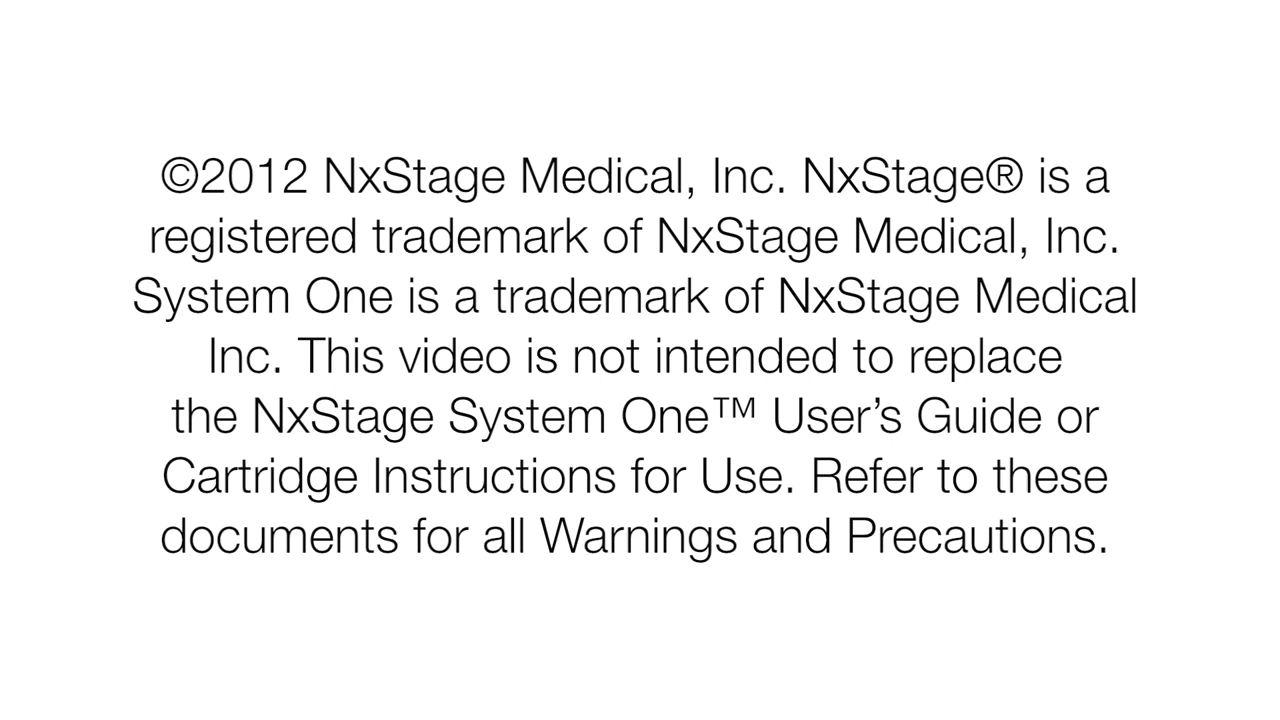 ©2012 NxStage Medical, Inc. NxStage® is a
registered trademark of NxStage Medical, Inc.
System One is a trademark of NxStage Medical
Inc. This video is not intended to replace
the NxStage System One™ User’s Guide or
Cartridge Instructions for Use. Refer to these
documents for all Warnings and Precautions.